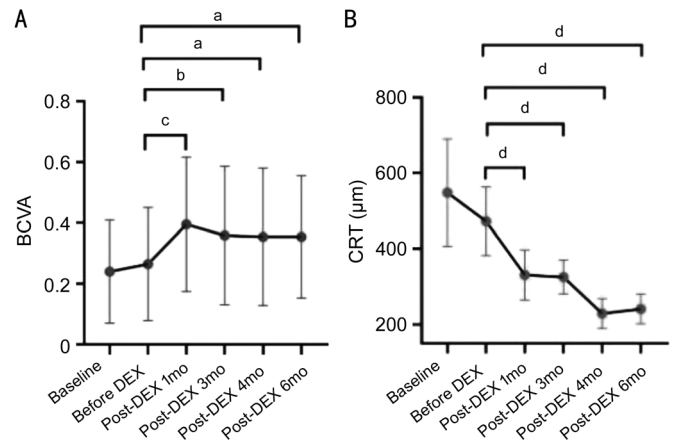 A
a
a
b
c
0.8
0.6
0.4
0.2
0
BCVA
Baseline
Before DEX
Post-DEX 1mo
Post-DEX 3mo
Post-DEX 4mo
Post-DEX 6mo
B
d
d
d
d
800
600
400
200
CRT (μm)
Baseline
Before DEX
Post-DEX 1mo
Post-DEX 3mo
Post-DEX 4mo
Post-DEX 6mo